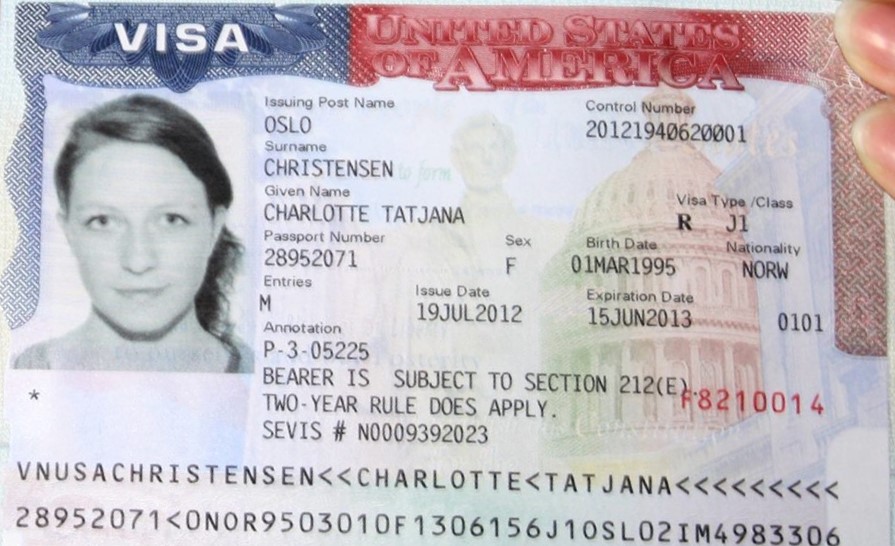 VISA
UNITED STATES
OF AMERICA
Issuing Post Name
OSLO
Control Number
20121940620001
Surname
CHRISTENSEN
Given Name
CHARLOTTE TATJANA
Visa Type /Class
R J1
Passport Number
28952071
Sex
F
Birth Date
01MAR1995
Nationality
NORW
Entries
M
Issue Date
19JUL2012
Expiration Date
15JUN2013
0101
Annotation
P-3-05225
BEARER IS SUBJECT TO SECTION 212(E).
TWO-YEAR RULE DOES APPLY.
SEVIS # N0009392023
F8210014
*
VNUSACHRISTENSEN<<CHARLOTTE<TATJANA<<<<<<<<<
28952071<0NOR9503010F1306156J1OSLO2IM4983306